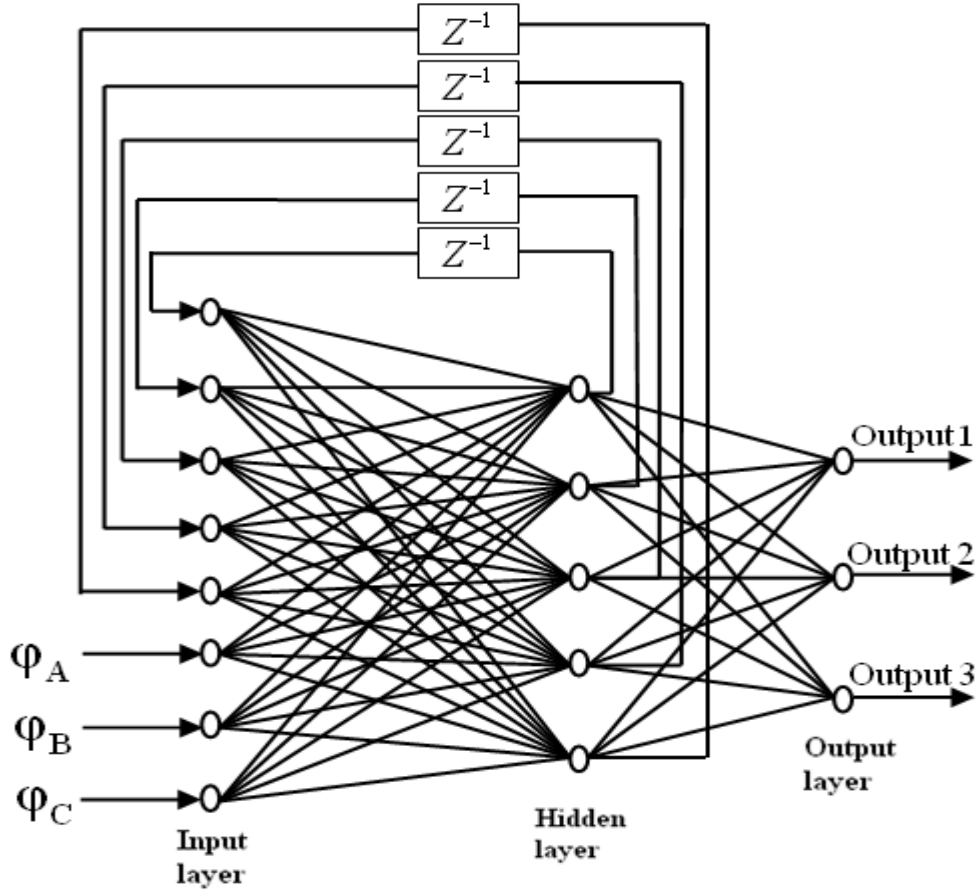 Z⁻¹
Z⁻¹
Z⁻¹
Z⁻¹
Z⁻¹
Output 1
Output 2
Output 3
φA
φB
φC
Input
layer
Hidden
layer
Output
layer